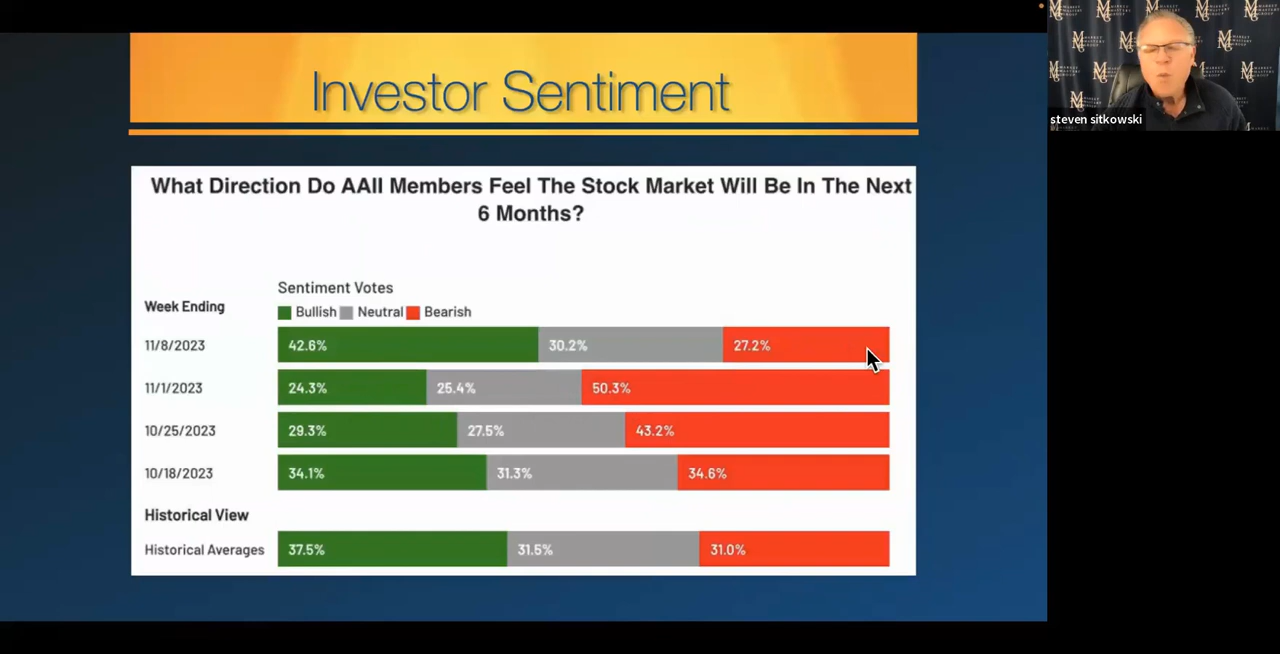 Investor Sentiment
What Direction Do AAII Members Feel The Stock Market Will Be In The Next
6 Months?
Sentiment Votes
Week Ending
Bullish Neutral Bearish
11/8/2023 42.6% 30.2% 27.2%
11/1/2023 24.3% 25.4% 50.3%
10/25/2023 29.3% 27.5% 43.2%
10/18/2023 34.1% 31.3% 34.6%
Historical View
Historical Averages 37.5% 31.5% 31.0%
steven sitkowski